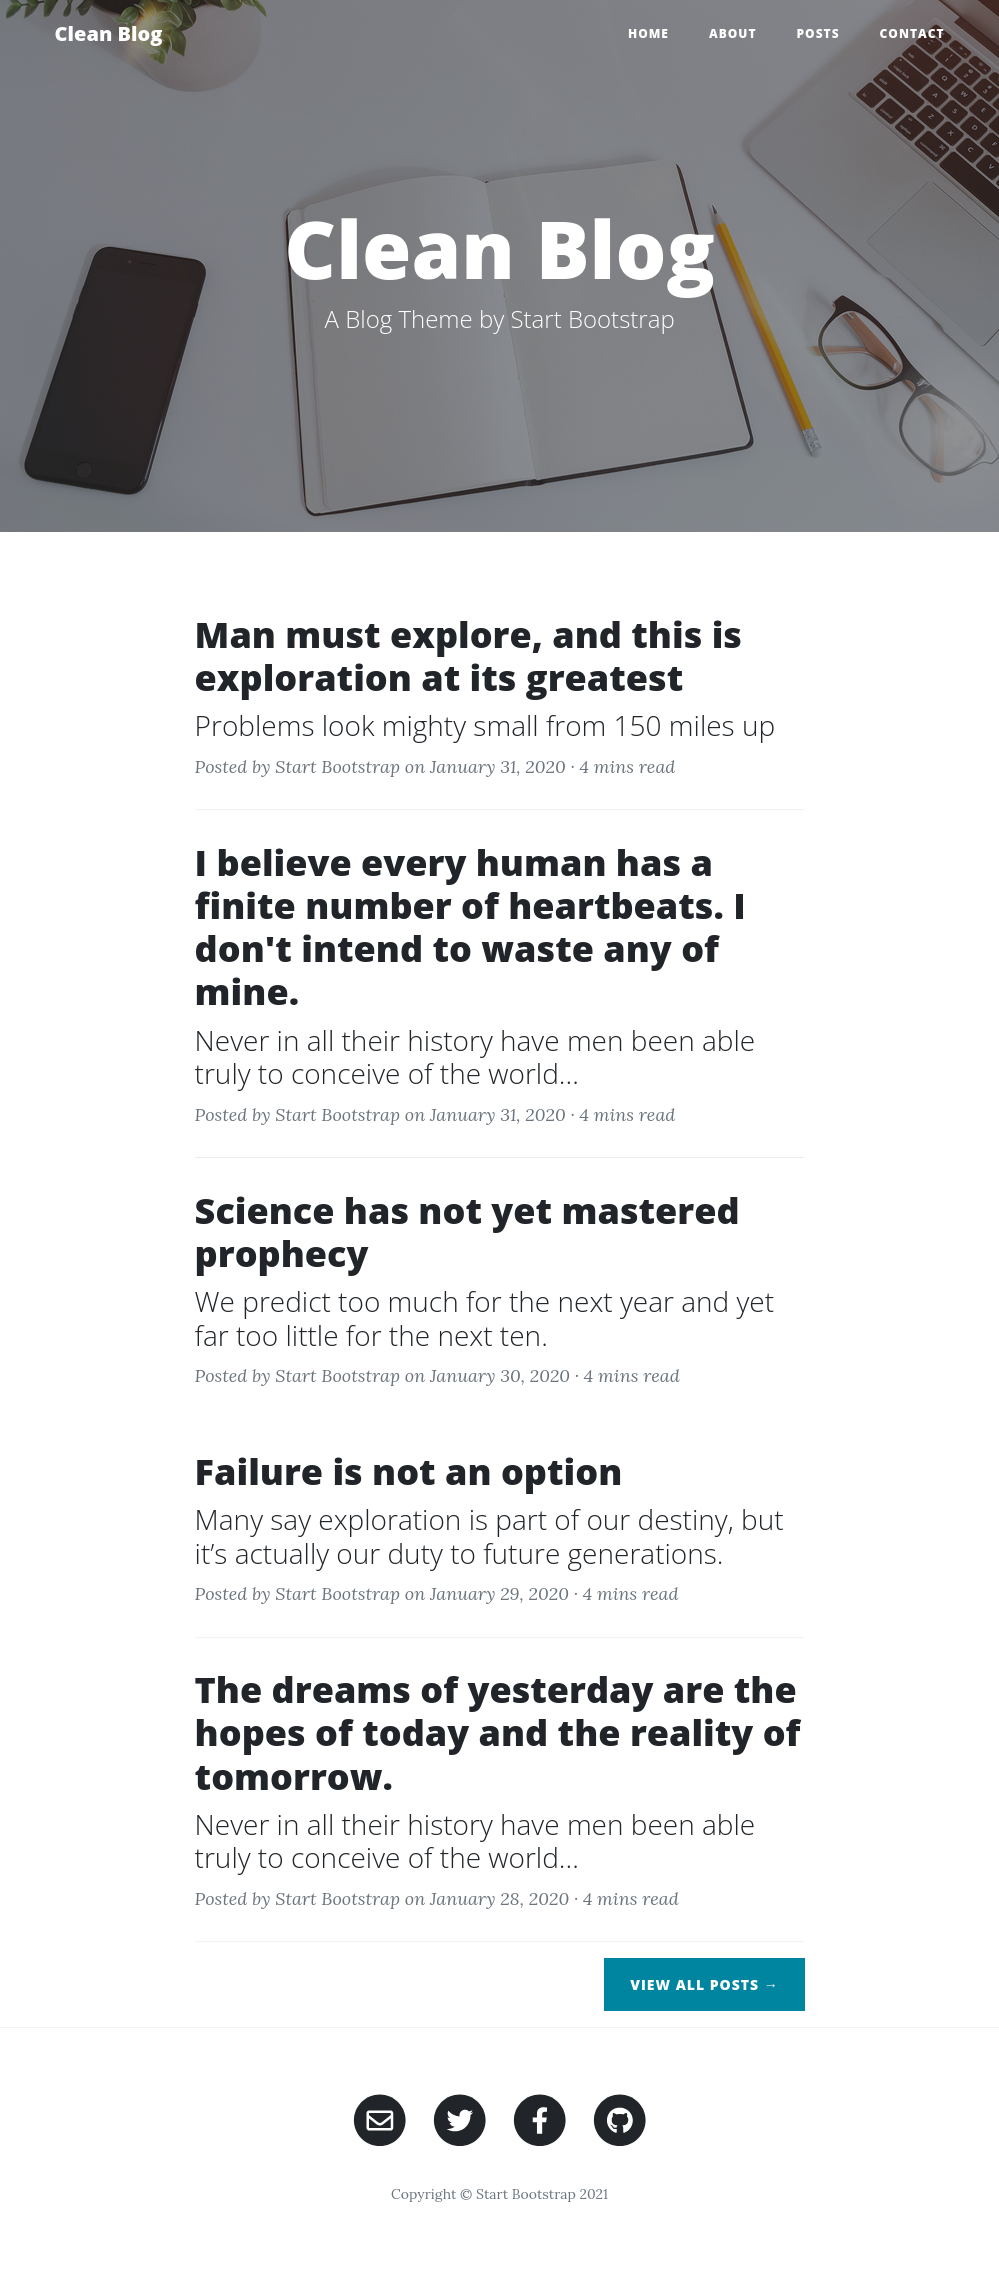 Clean Blog
HOME ABOUT POSTS CONTACT
Clean Blog
A Blog Theme by Start Bootstrap
Man must explore, and this is
exploration at its greatest
Problems look mighty small from 150 miles up
Posted by Start Bootstrap on January 31, 2020 · 4 mins read
I believe every human has a
finite number of heartbeats. I
don't intend to waste any of
mine.
Never in all their history have men been able
truly to conceive of the world...
Posted by Start Bootstrap on January 31, 2020 · 4 mins read
Science has not yet mastered
prophecy
We predict too much for the next year and yet
far too little for the next ten.
Posted by Start Bootstrap on January 30, 2020 · 4 mins read
Failure is not an option
Many say exploration is part of our destiny, but
it’s actually our duty to future generations.
Posted by Start Bootstrap on January 29, 2020 · 4 mins read
The dreams of yesterday are the
hopes of today and the reality of
tomorrow.
Never in all their history have men been able
truly to conceive of the world...
Posted by Start Bootstrap on January 28, 2020 · 4 mins read
VIEW ALL POSTS →
Copyright © Start Bootstrap 2021